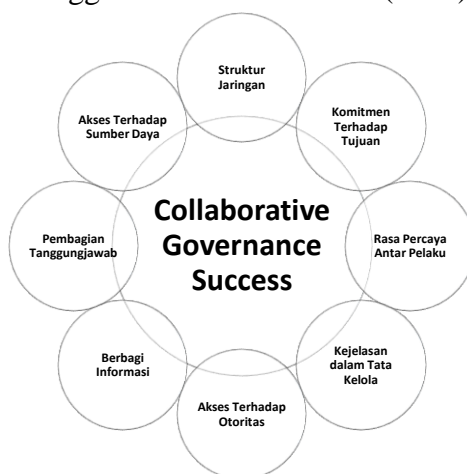 Struktur
Jaringan
Komitmen
Terhadap
Tujuan
Rasa Percaya
Antar Pelaku
Kejelasan
dalam Tata
Kelola
Akses Terhadap
Otoritas
Berbagi
Informasi
Pembagian
Tanggungjawab
Akses Terhadap
Sumber Daya
Collaborative
Governance
Success